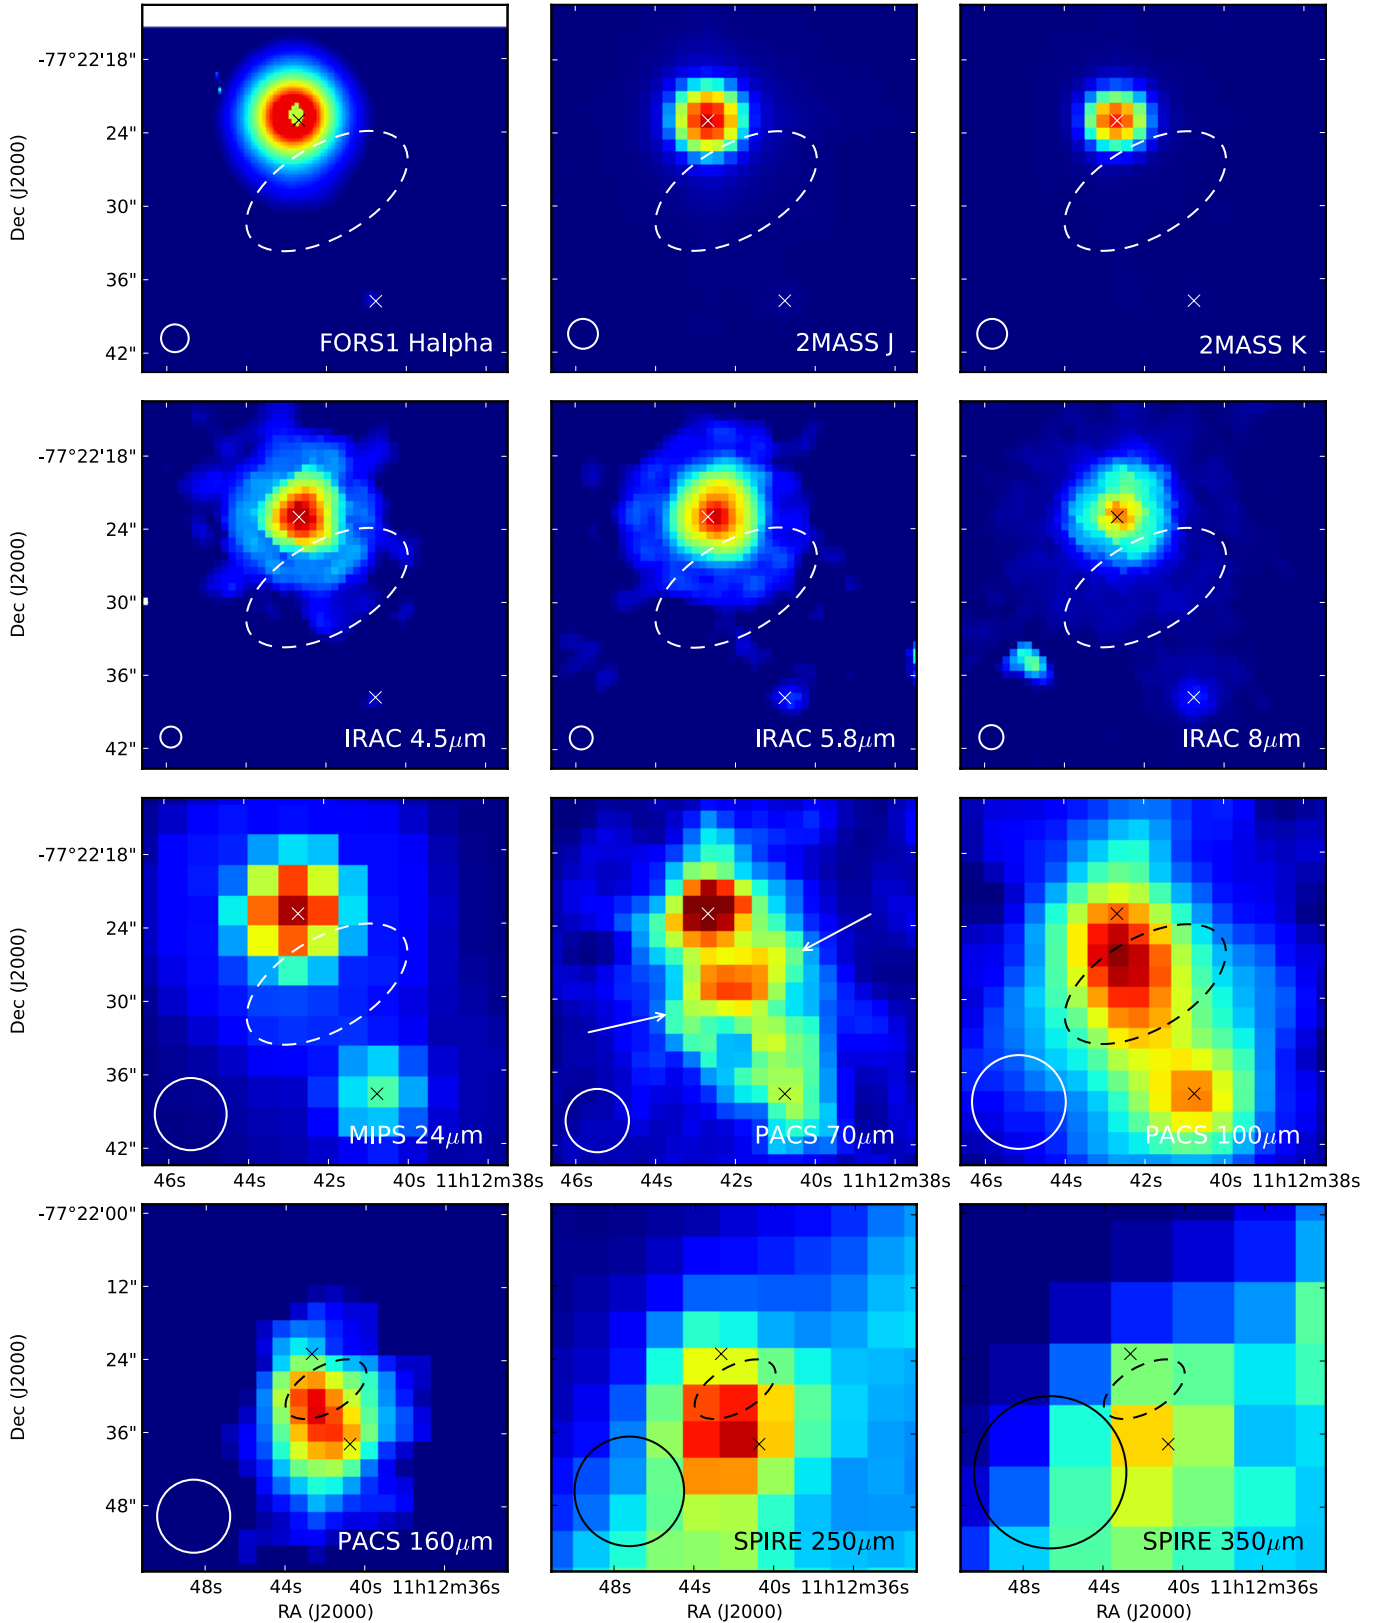 -77°22'18"
24"
30"
36"
42"
Dec (J2000)
FORS1 Halpha
2MASS J
2MASS K
-77°22'18"
24"
30"
36"
42"
Dec (J2000)
IRAC 4.5μm
IRAC 5.8μm
IRAC 8μm
-77°22'18"
24"
30"
36"
42"
Dec (J2000)
MIPS 24μm
PACS 70μm
PACS 100μm
46s 44s 42s 40s 11h12m38s
46s 44s 42s 40s 11h12m38s
46s 44s 42s 40s 11h12m38s
-77°22'00"
12"
24"
36"
48"
Dec (J2000)
PACS 160μm
SPIRE 250μm
SPIRE 350μm
48s 44s 40s 11h12m36s
48s 44s 40s 11h12m36s
48s 44s 40s 11h12m36s
RA (J2000)
RA (J2000)
RA (J2000)